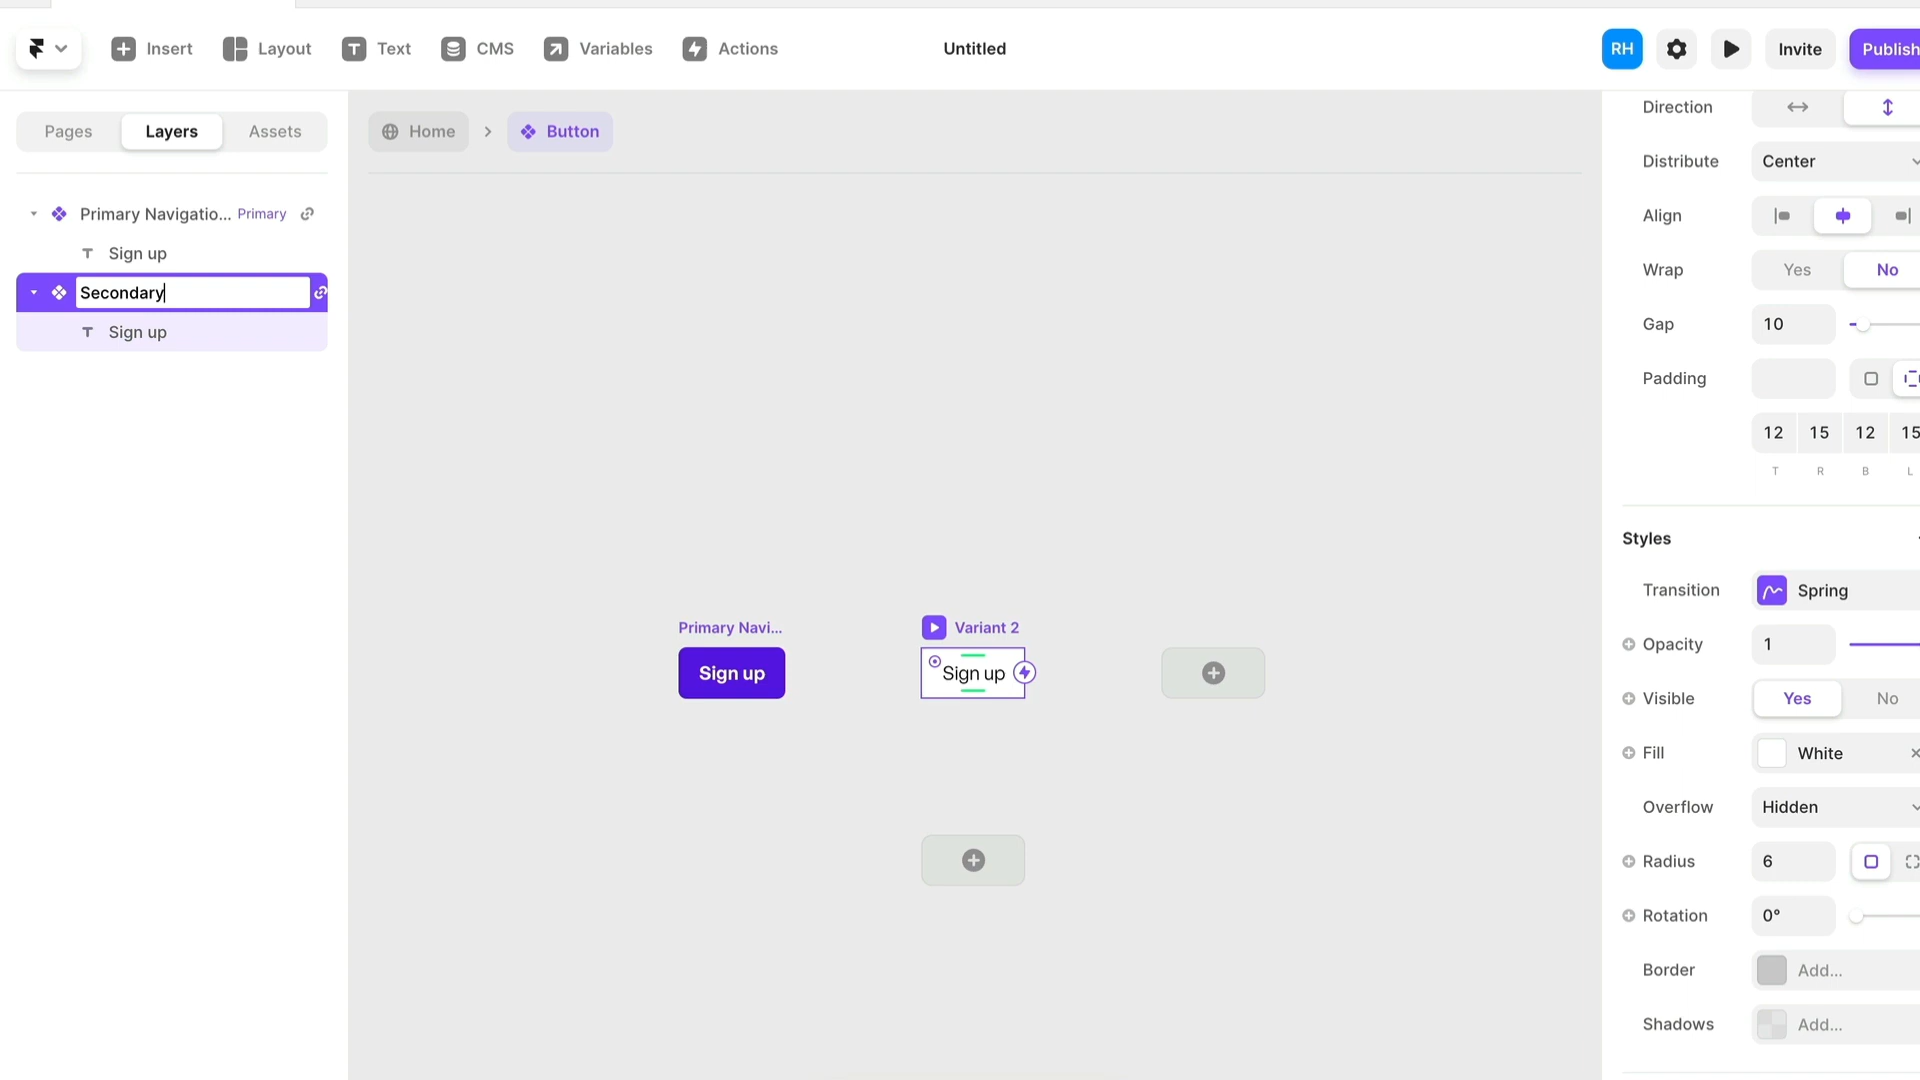 Insert Layout Text CMS Variables Actions Untitled RH Invite Publish
Pages Layers Assets
Home Button
Primary Navigatio... Primary
Sign up
Secondary
Sign up
Primary Navi...
Sign up
Variant 2
Sign up
Direction
Distribute Center
Align
Wrap Yes No
Gap 10
Padding
12 15 12 15
T R B L
Styles
Transition Spring
Opacity 1
Visible Yes No
Fill White
Overflow Hidden
Radius 6
Rotation 0°
Border Add...
Shadows Add...